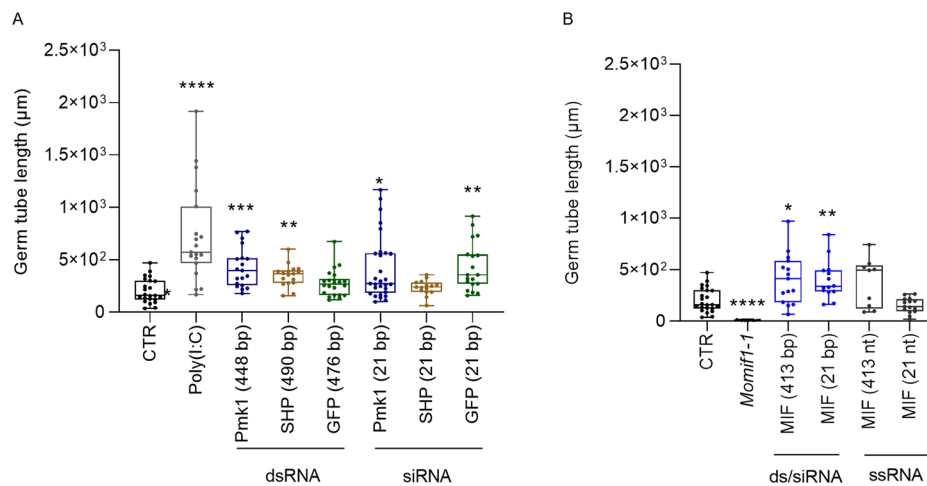 A
Germ tube length (µm)
2.5×10³
2×10³
1.5×10³
1×10³
5×10²
0
****
***
**
*
**
*
CTR
Poly(I:C)
Pmk1 (448 bp)
SHP (490 bp)
GFP (476 bp)
Pmk1 (21 bp)
SHP (21 bp)
GFP (21 bp)
dsRNA
siRNA
B
Germ tube length (µm)
2.5×10³
2×10³
1.5×10³
1×10³
5×10²
0
****
*
**
CTR
Momif1-1
MIF (413 bp)
MIF (21 bp)
MIF (413 nt)
MIF (21 nt)
ds/siRNA
ssRNA